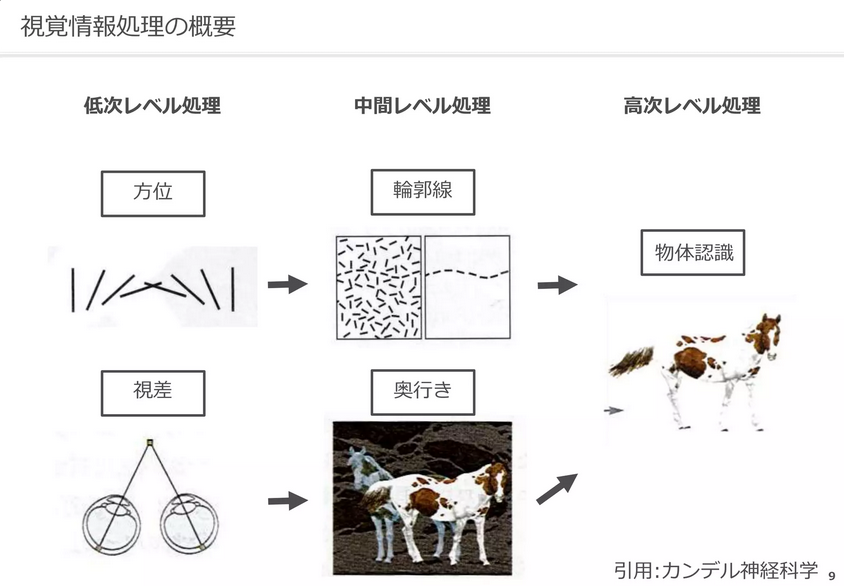 視覚情報処理の概要
低次レベル処理
中間レベル処理
高次レベル処理
方位
輪郭線
物体認識
視差
奥行き
引用:カンデル神経科学
9